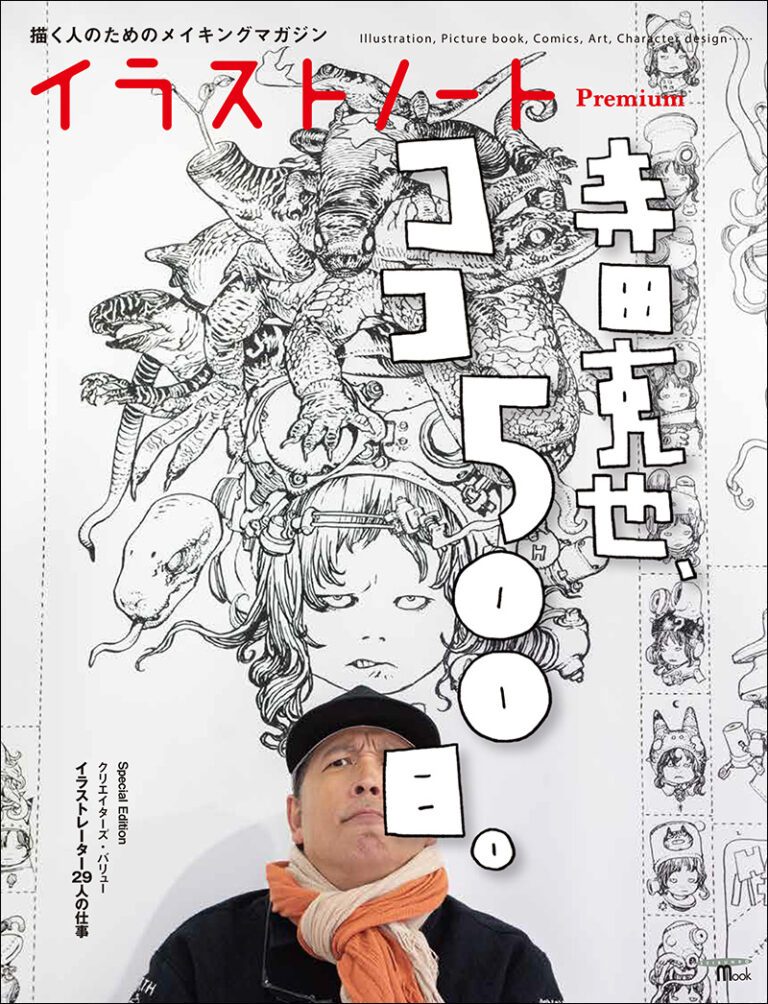 描く人のためのメイキングマガジン
Illustration, Picture book, Comics, Art, Character design……
イラストノート
Premium
寺田克也、
ココ500日。
Special Edition
クリエイターズ・バリュー
イラストレーター29人の仕事
Mook